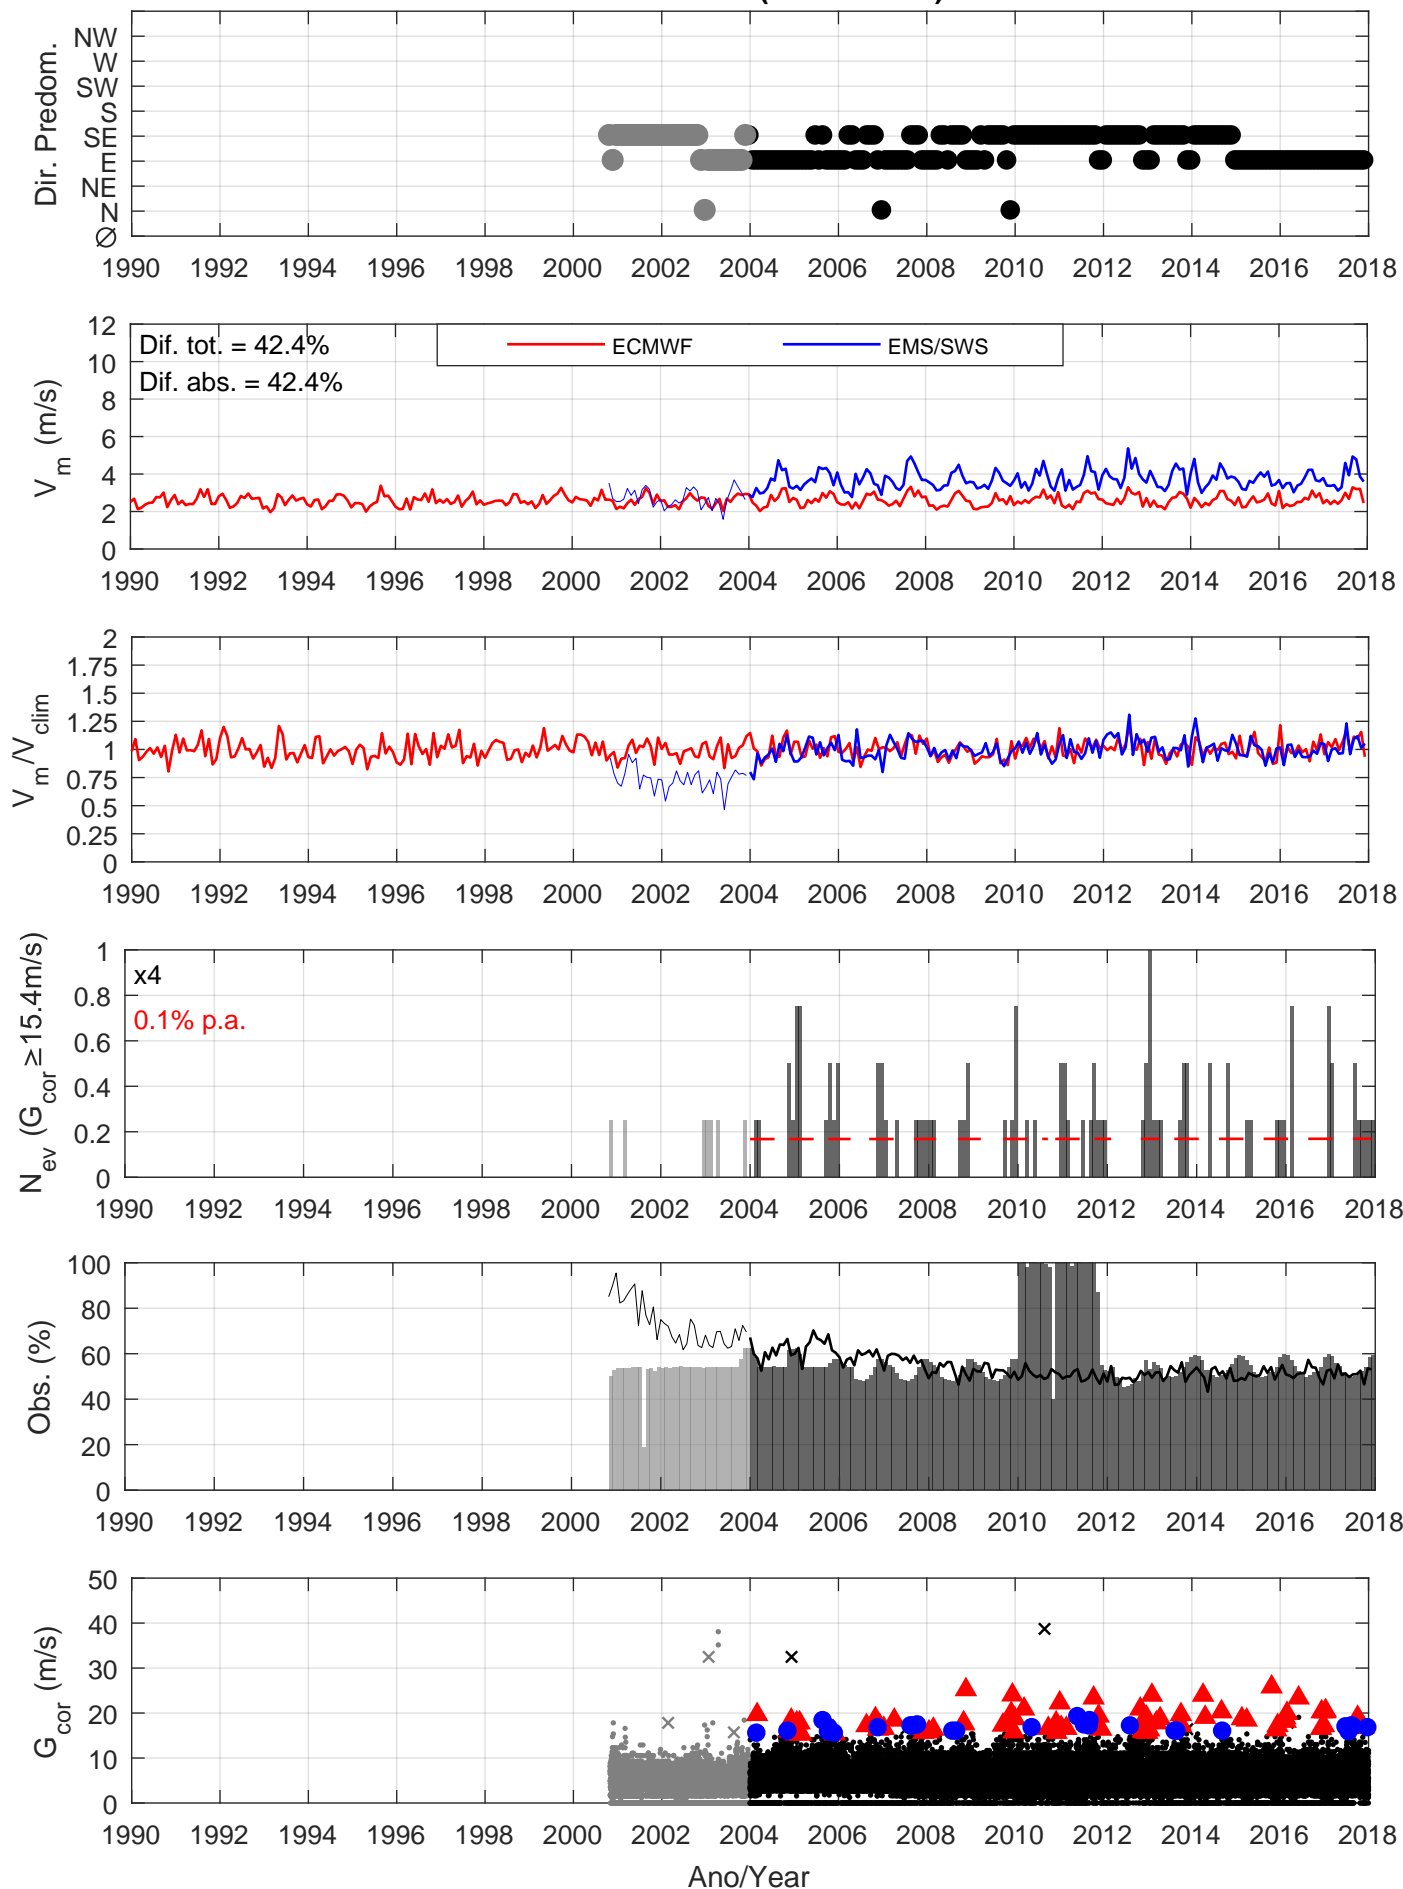 NW
W
SW
S
SE
E
NE
N
Ø
Dir. Predom.
1990 1992 1994 1996 1998 2000 2002 2004 2006 2008 2010 2012 2014 2016 2018
12
10
8
6
4
2
0
V_m (m/s)
Dif. tot. = 42.4%
Dif. abs. = 42.4%
ECMWF EMS/SWS
1990 1992 1994 1996 1998 2000 2002 2004 2006 2008 2010 2012 2014 2016 2018
2
1.75
1.5
1.25
1
0.75
0.5
0.25
0
V_m/V_clim
1990 1992 1994 1996 1998 2000 2002 2004 2006 2008 2010 2012 2014 2016 2018
1
0.8
0.6
0.4
0.2
0
N_ev (G_cor ≥15.4m/s)
x4
0.1% p.a.
1990 1992 1994 1996 1998 2000 2002 2004 2006 2008 2010 2012 2014 2016 2018
100
80
60
40
20
0
Obs. (%)
1990 1992 1994 1996 1998 2000 2002 2004 2006 2008 2010 2012 2014 2016 2018
50
40
30
20
10
0
G_cor (m/s)
1990 1992 1994 1996 1998 2000 2002 2004 2006 2008 2010 2012 2014 2016 2018
Ano/Year